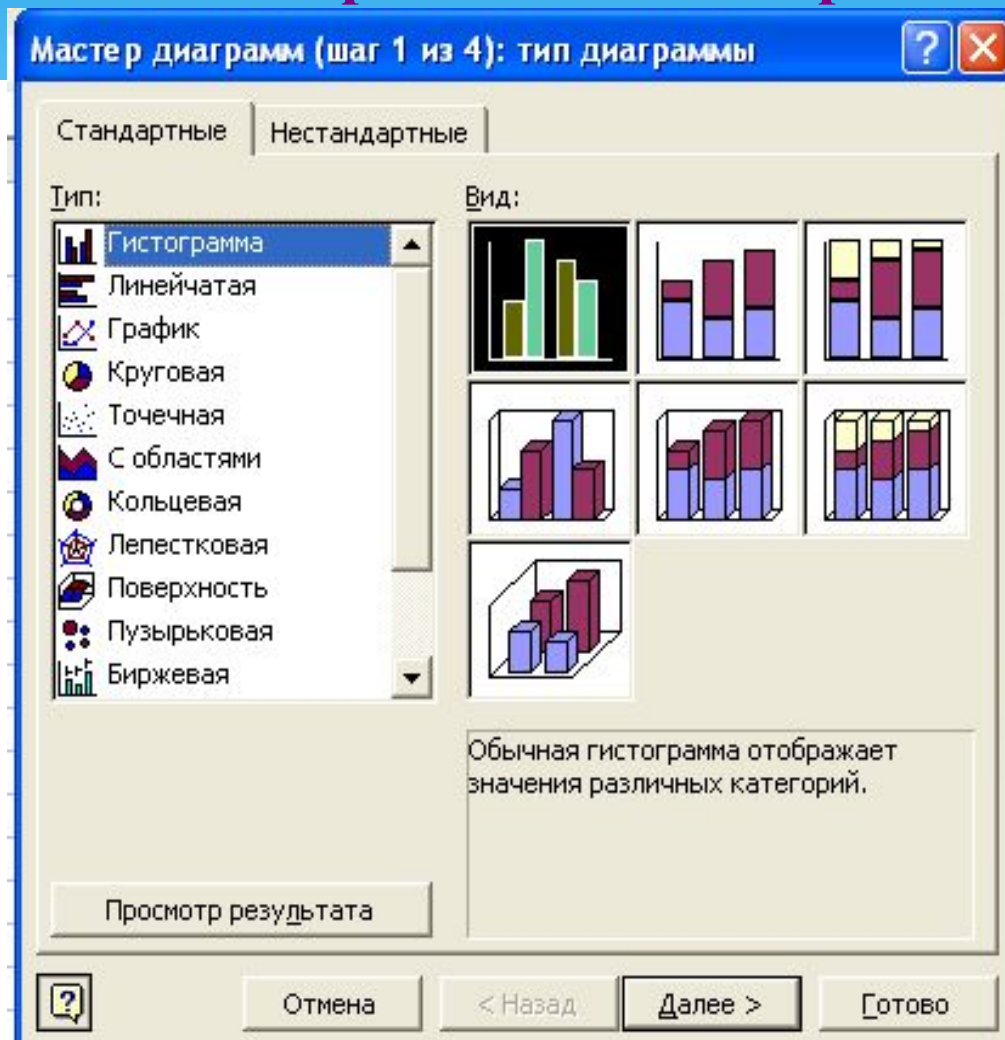 Мастер диаграмм (шаг 1 из 4): тип диаграммы
Стандартные
Нестандартные
Тип:
Гистограмма
Линейчатая
График
Круговая
Точечная
С областями
Кольцевая
Лепестковая
Поверхность
Пузырьковая
Биржевая
Вид:
Обычная гистограмма отображает
значения различных категорий.
Просмотр результата
Отмена
< Назад
Далее >
Готово